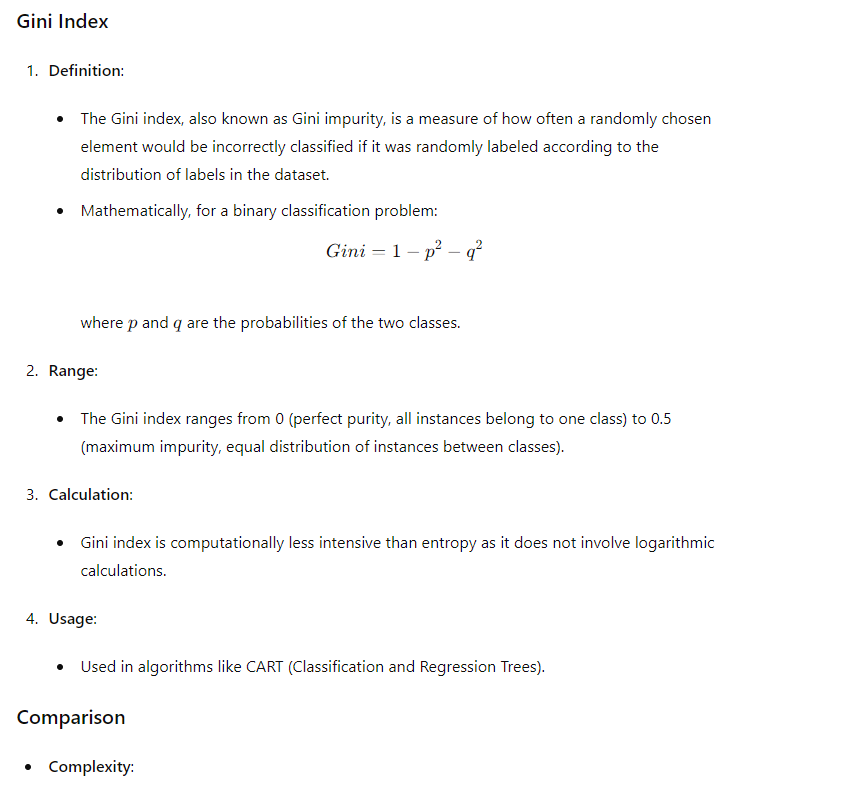 Gini Index
1. Definition:
• The Gini index, also known as Gini impurity, is a measure of how often a randomly chosen
element would be incorrectly classified if it was randomly labeled according to the
distribution of labels in the dataset.
• Mathematically, for a binary classification problem:
Gini = 1 − p² − q²
where p and q are the probabilities of the two classes.
2. Range:
• The Gini index ranges from 0 (perfect purity, all instances belong to one class) to 0.5
(maximum impurity, equal distribution of instances between classes).
3. Calculation:
• Gini index is computationally less intensive than entropy as it does not involve logarithmic
calculations.
4. Usage:
• Used in algorithms like CART (Classification and Regression Trees).
Comparison
• Complexity: